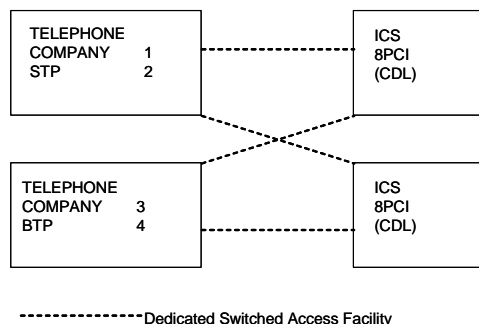 TELEPHONE
COMPANY 1
STP 2
ICS
8PCI
(CDL)
TELEPHONE
COMPANY 3
BTP 4
ICS
8PCI
(CDL)
Dedicated Switched Access Facility